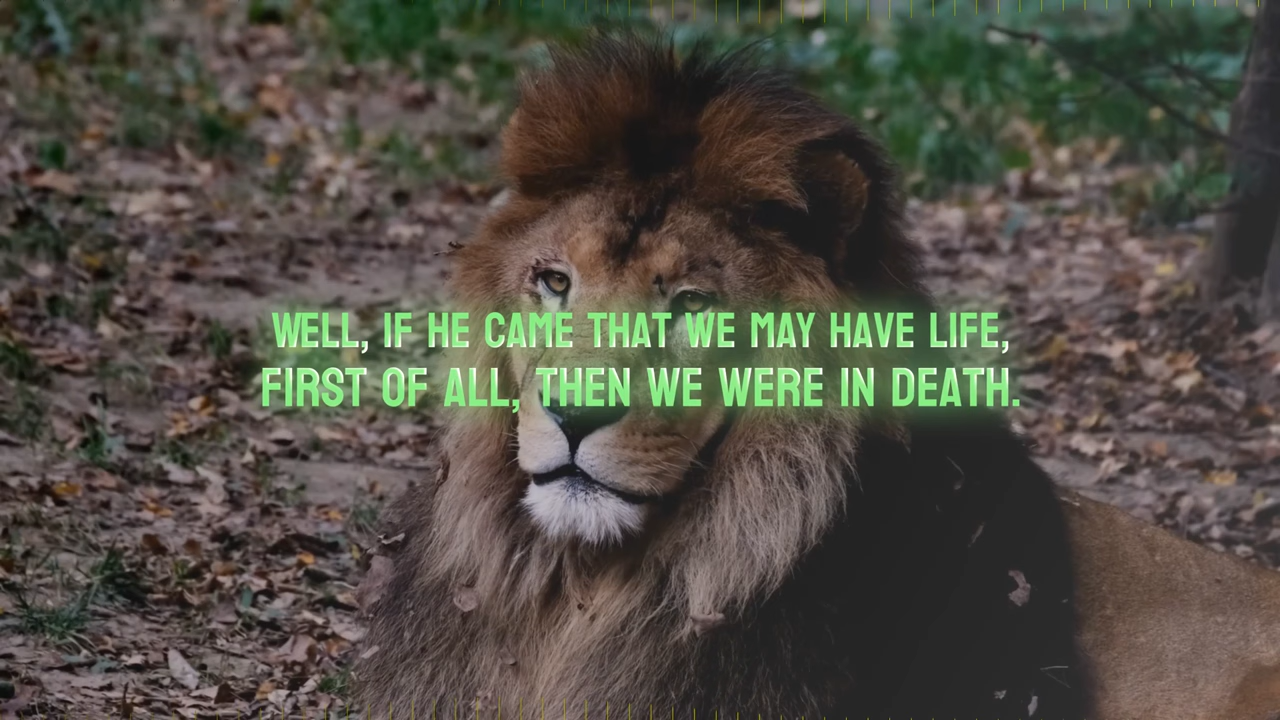 WELL, IF HE CAME THAT WE MAY HAVE LIFE,
FIRST OF ALL, THEN WE WERE IN DEATH.